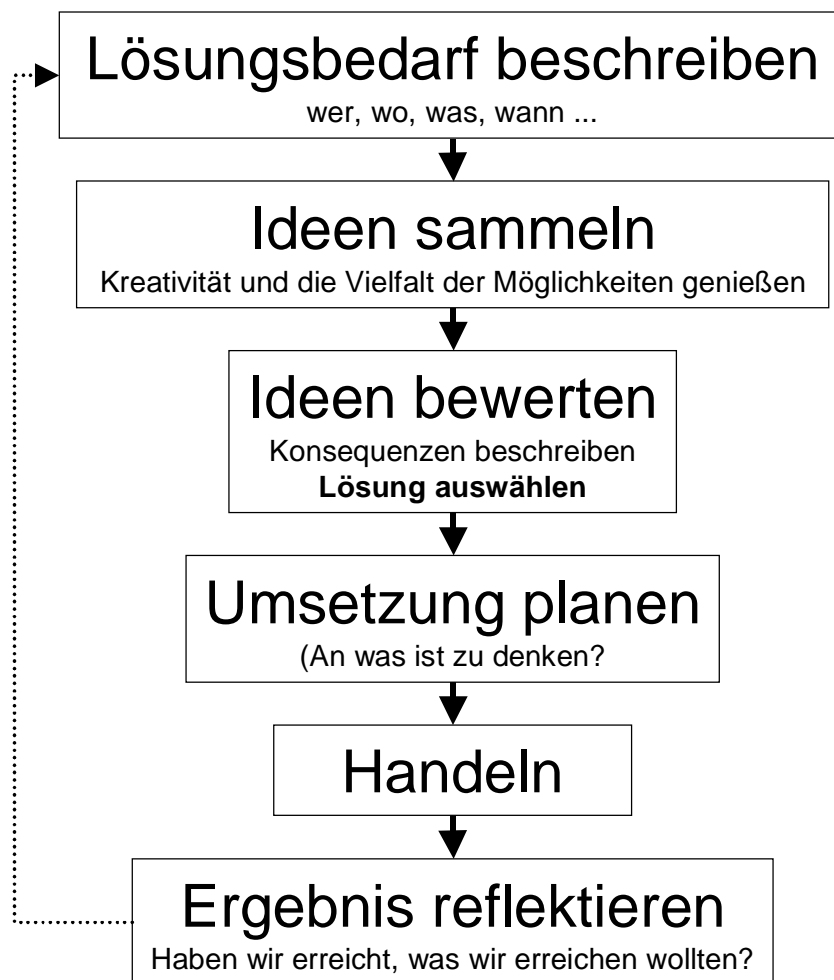 Lösungsbedarf beschreiben
wer, wo, was, wann ...
Ideen sammeln
Kreativität und die Vielfalt der Möglichkeiten genießen
Ideen bewerten
Konsequenzen beschreiben
Lösung auswählen
Umsetzung planen
(An was ist zu denken?
Handeln
Ergebnis reflektieren
Haben wir erreicht, was wir erreichen wollten?